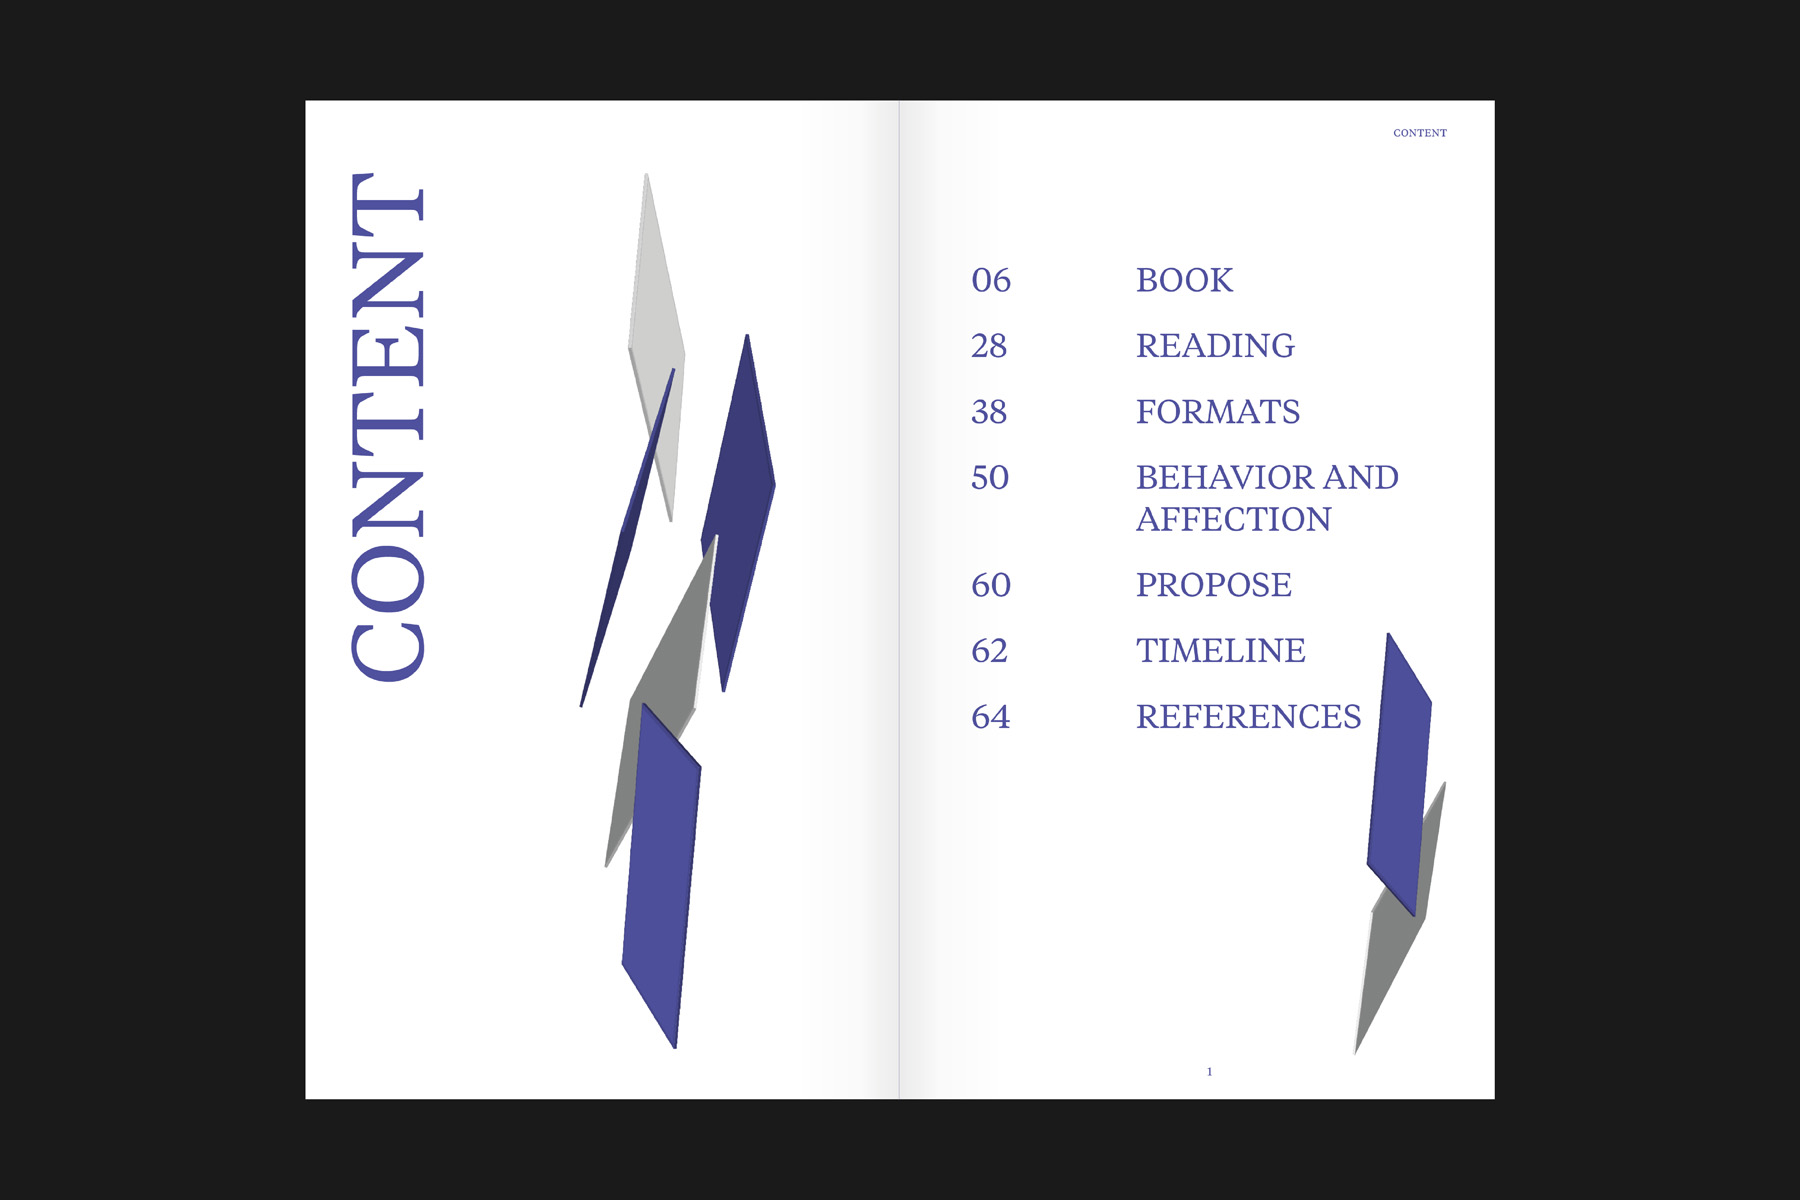 CONTENT
CONTENT
06 BOOK
28 READING
38 FORMATS
50 BEHAVIOR AND
AFFECTION
60 PROPOSE
62 TIMELINE
64 REFERENCES
1